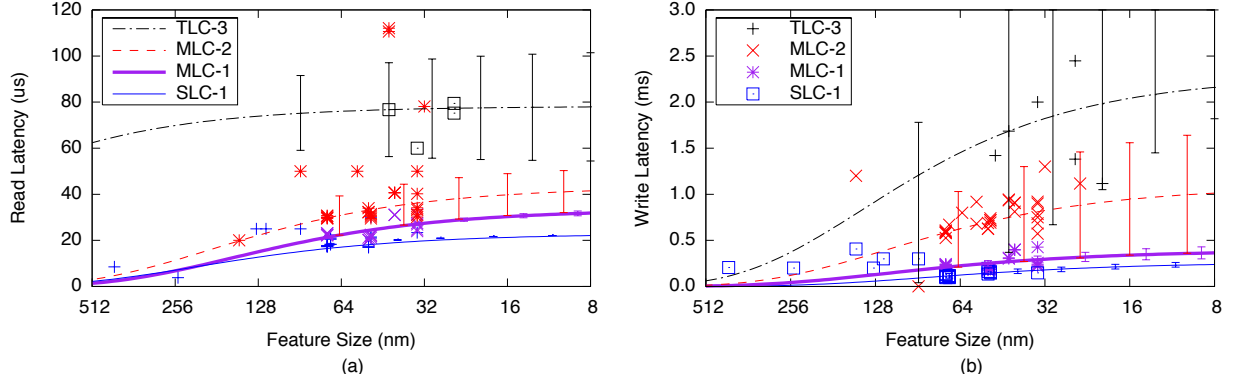 120
100
80
60
40
20
0
Read Latency (us)
TLC-3
MLC-2
MLC-1
SLC-1
512
256
128
64
32
16
8
Feature Size (nm)
(a)
3.0
2.5
2.0
1.5
1.0
0.5
0.0
Write Latency (ms)
TLC-3
MLC-2
MLC-1
SLC-1
512
256
128
64
32
16
8
Feature Size (nm)
(b)